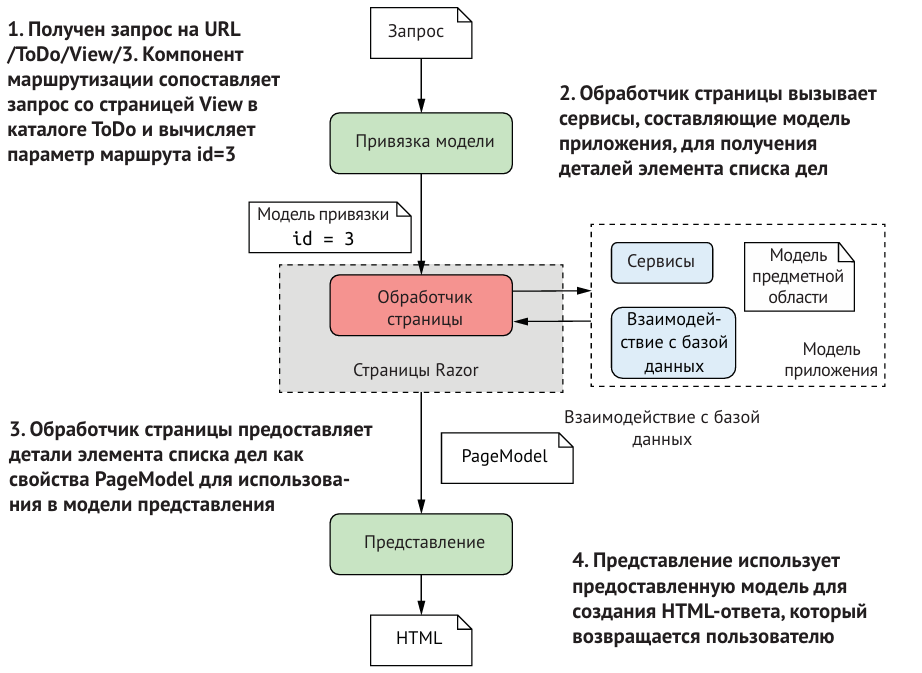 1. Получен запрос на URL
/ToDo/View/3. Компонент
маршрутизации сопоставляет
запрос со страницей View в
каталоге ToDo и вычисляет
параметр маршрута id=3
Запрос
Привязка модели
2. Обработчик страницы вызывает
сервисы, составляющие модель
приложения, для получения
деталей элемента списка дел
Модель привязки
id = 3
Обработчик
страницы
Страницы Razor
Сервисы
Модель
предметной
области
Взаимодей-
ствие с базой
данных
Модель
приложения
Взаимодействие с базой
данных
3. Обработчик страницы предоставляет
детали элемента списка дел как
свойства PageModel для использова-
ния в модели представления
PageModel
Представление
4. Представление использует
предоставленную модель для
создания HTML-ответа, который
возвращается пользователю
HTML